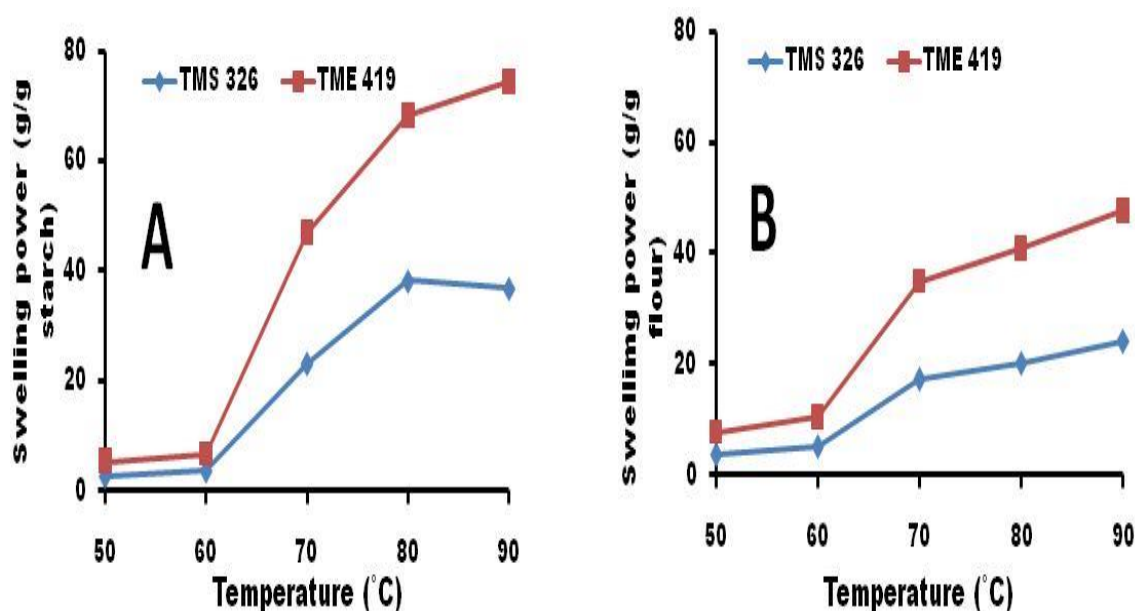 80
60
40
20
0
Swelling power (g/g
starch)
TMS 326
TME 419
A
50 60 70 80 90
Temperature (°C)
80
60
40
20
0
Swellimg power (g/g
flour)
TMS 326
TME 419
B
50 60 70 80 90
Temperature (°C)